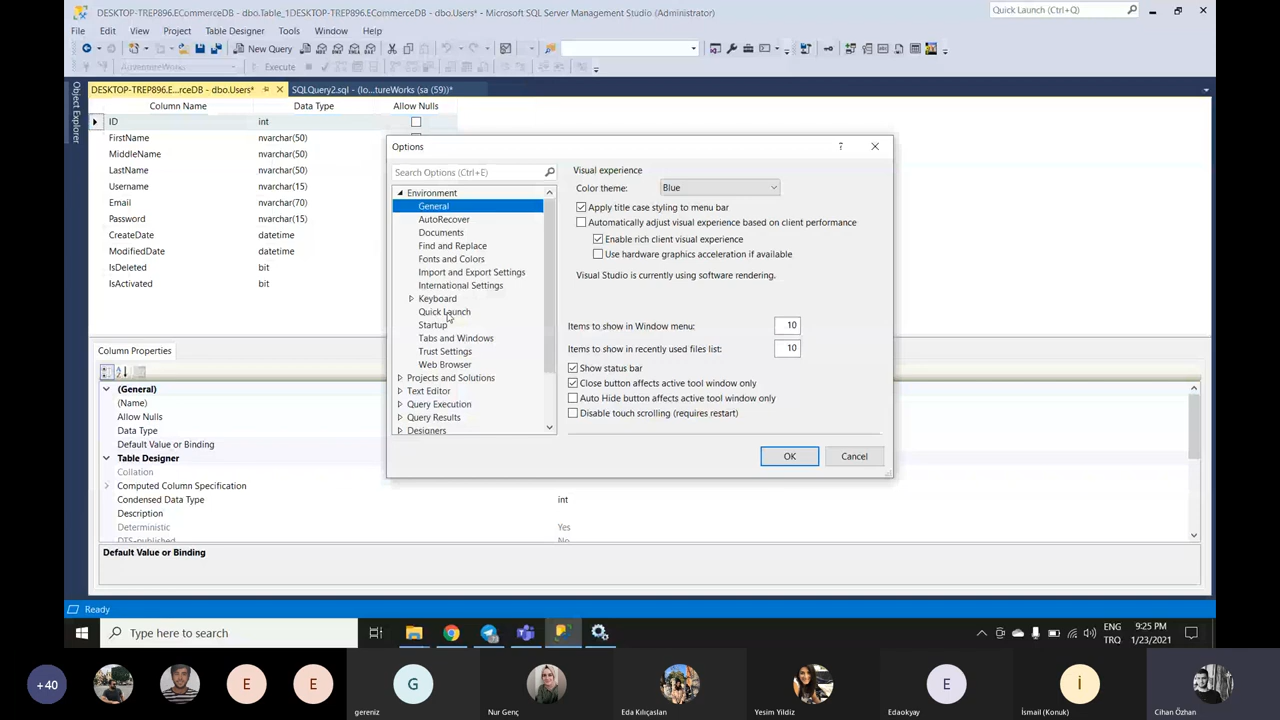 DESKTOP-TREP896.ECommerceDB - dbo.Table_1DESKTOP-TREP896.ECommerceDB - dbo.Users* - Microsoft SQL Server Management Studio (Administrator)
Quick Launch (Ctrl+Q)
File Edit View Project Table Designer Tools Window Help
New Query
AdventureWorks Execute
Object Explorer
DESKTOP-TREP896.E...rceDB - dbo.Users*
SQLQuery2.sql - (lo...tureWorks (sa (59))*
Column Name Data Type Allow Nulls
ID int
FirstName nvarchar(50)
MiddleName nvarchar(50)
LastName nvarchar(50)
Username nvarchar(15)
Email nvarchar(70)
Password nvarchar(15)
CreateDate datetime
ModifiedDate datetime
IsDeleted bit
IsActivated bit
Options
Search Options (Ctrl+E)
Environment
General
AutoRecover
Documents
Find and Replace
Fonts and Colors
Import and Export Settings
International Settings
Keyboard
Quick Launch
Startup
Tabs and Windows
Trust Settings
Web Browser
Projects and Solutions
Text Editor
Query Execution
Query Results
Designers
Visual experience
Color theme: Blue
Apply title case styling to menu bar
Automatically adjust visual experience based on client performance
Enable rich client visual experience
Use hardware graphics acceleration if available
Visual Studio is currently using software rendering.
Items to show in Window menu: 10
Items to show in recently used files list: 10
Show status bar
Close button affects active tool window only
Auto Hide button affects active tool window only
Disable touch scrolling (requires restart)
OK Cancel
Column Properties
(General)
(Name)
Allow Nulls
Data Type
Default Value or Binding
Table Designer
Collation
Computed Column Specification
Condensed Data Type int
Description
Deterministic Yes
DTS-published No
Default Value or Binding
Ready
Type here to search
ENG
TRQ
9:25 PM
1/23/2021
+40
E
E
G
E
İ
gereniz
Nur Genç
Eda Kılıçaslan
Yesim Yildiz
Edaokyay
İsmail (Konuk)
Cihan Özhan